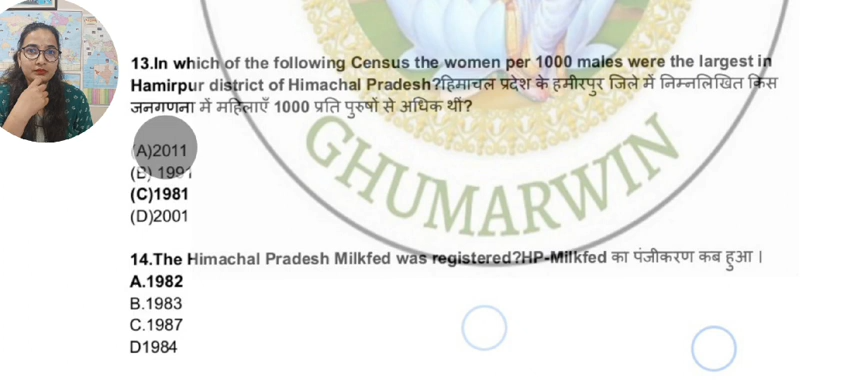 13.In which of the following Census the women per 1000 males were the largest in
Hamirpur district of Himachal Pradesh?हिमाचल प्रदेश के हमीरपुर जिले में निम्नलिखित किस
जनगणना में महिलाएँ 1000 प्रति पुरुषों से अधिक थीं?
(A)2011
(B) 1991
(C)1981
(D)2001
GHUMARWIN
14.The Himachal Pradesh Milkfed was registered?HP-Milkfed का पंजीकरण कब हुआ ।
A.1982
B.1983
C.1987
D1984